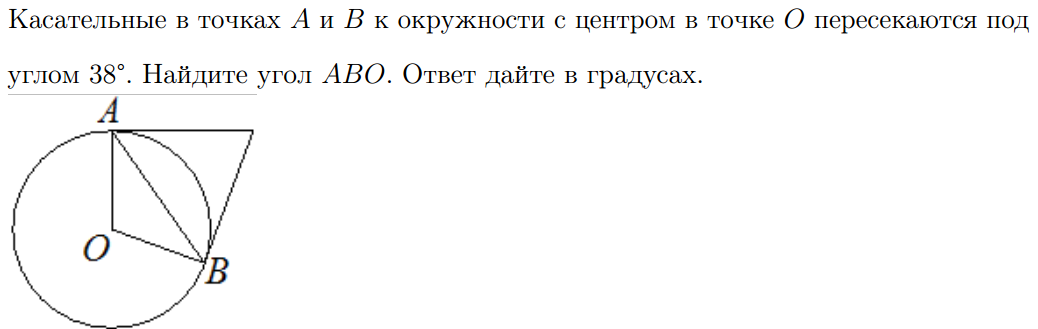 Касательные в точках A и B к окружности с центром в точке O пересекаются под
углом 38°. Найдите угол ABO. Ответ дайте в градусах.
A
O
B